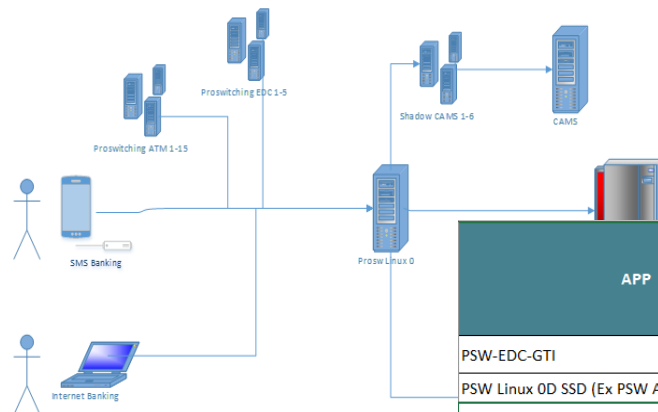 Proswitching EDC 1-5
Proswitching ATM 1-15
Shadow CAMS 1-6
CAMS
SMS Banking
Prosw Linux 0
APP
PSW-EDC-GTI
Internet Banking
PSW Linux 0D SSD (Ex PSW A